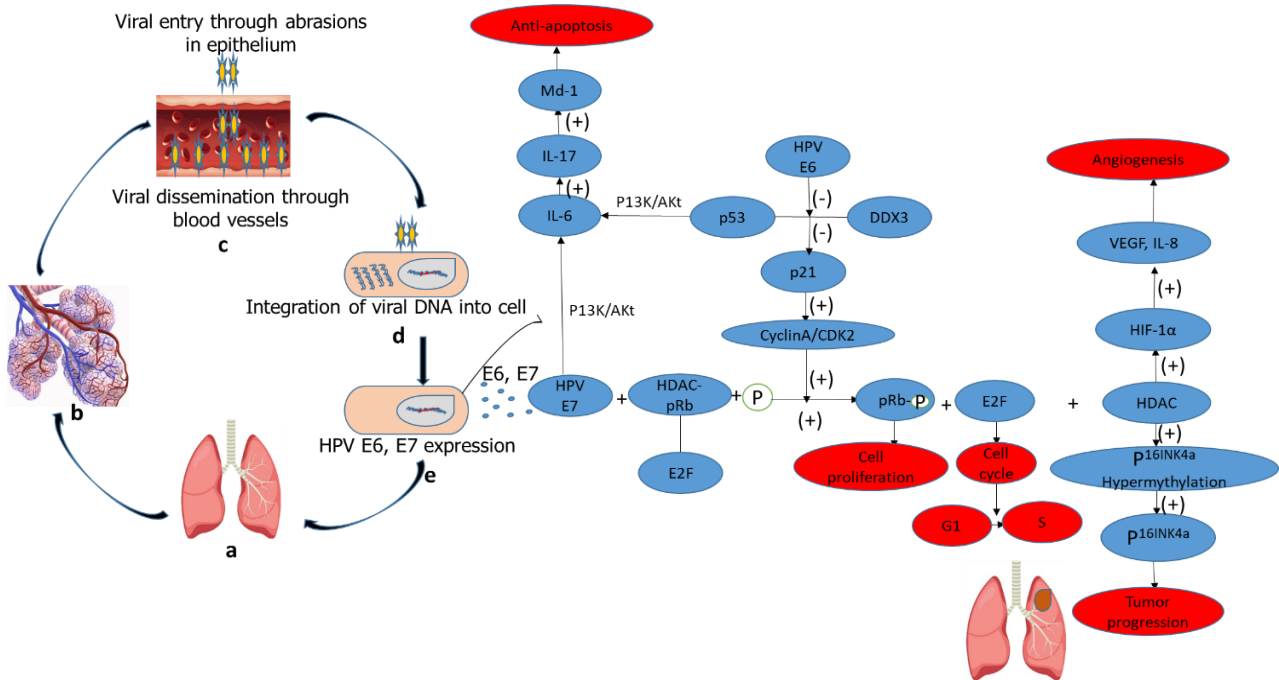 Viral entry through abrasions
in epithelium
Viral dissemination through
blood vessels
c
b
a
Integration of viral DNA into cell
d
E6, E7
HPV E6, E7 expression
e
Anti-apoptosis
Md-1
(+)
IL-17
(+)
IL-6
P13K/AKt
P13K/AKt
HPV
E7
+
HDAC-
pRb
E2F
+
P
HPV
E6
(-)
p53
DDX3
(-)
p21
(+)
CyclinA/CDK2
(+)
(+)
pRb-P
+
E2F
+
Cell
proliferation
Cell
cycle
G1
S
Angiogenesis
VEGF, IL-8
(+)
HIF-1α
(+)
HDAC
(+)
P16INK4a
Hypermythylation
(+)
P16INK4a
Tumor
progression